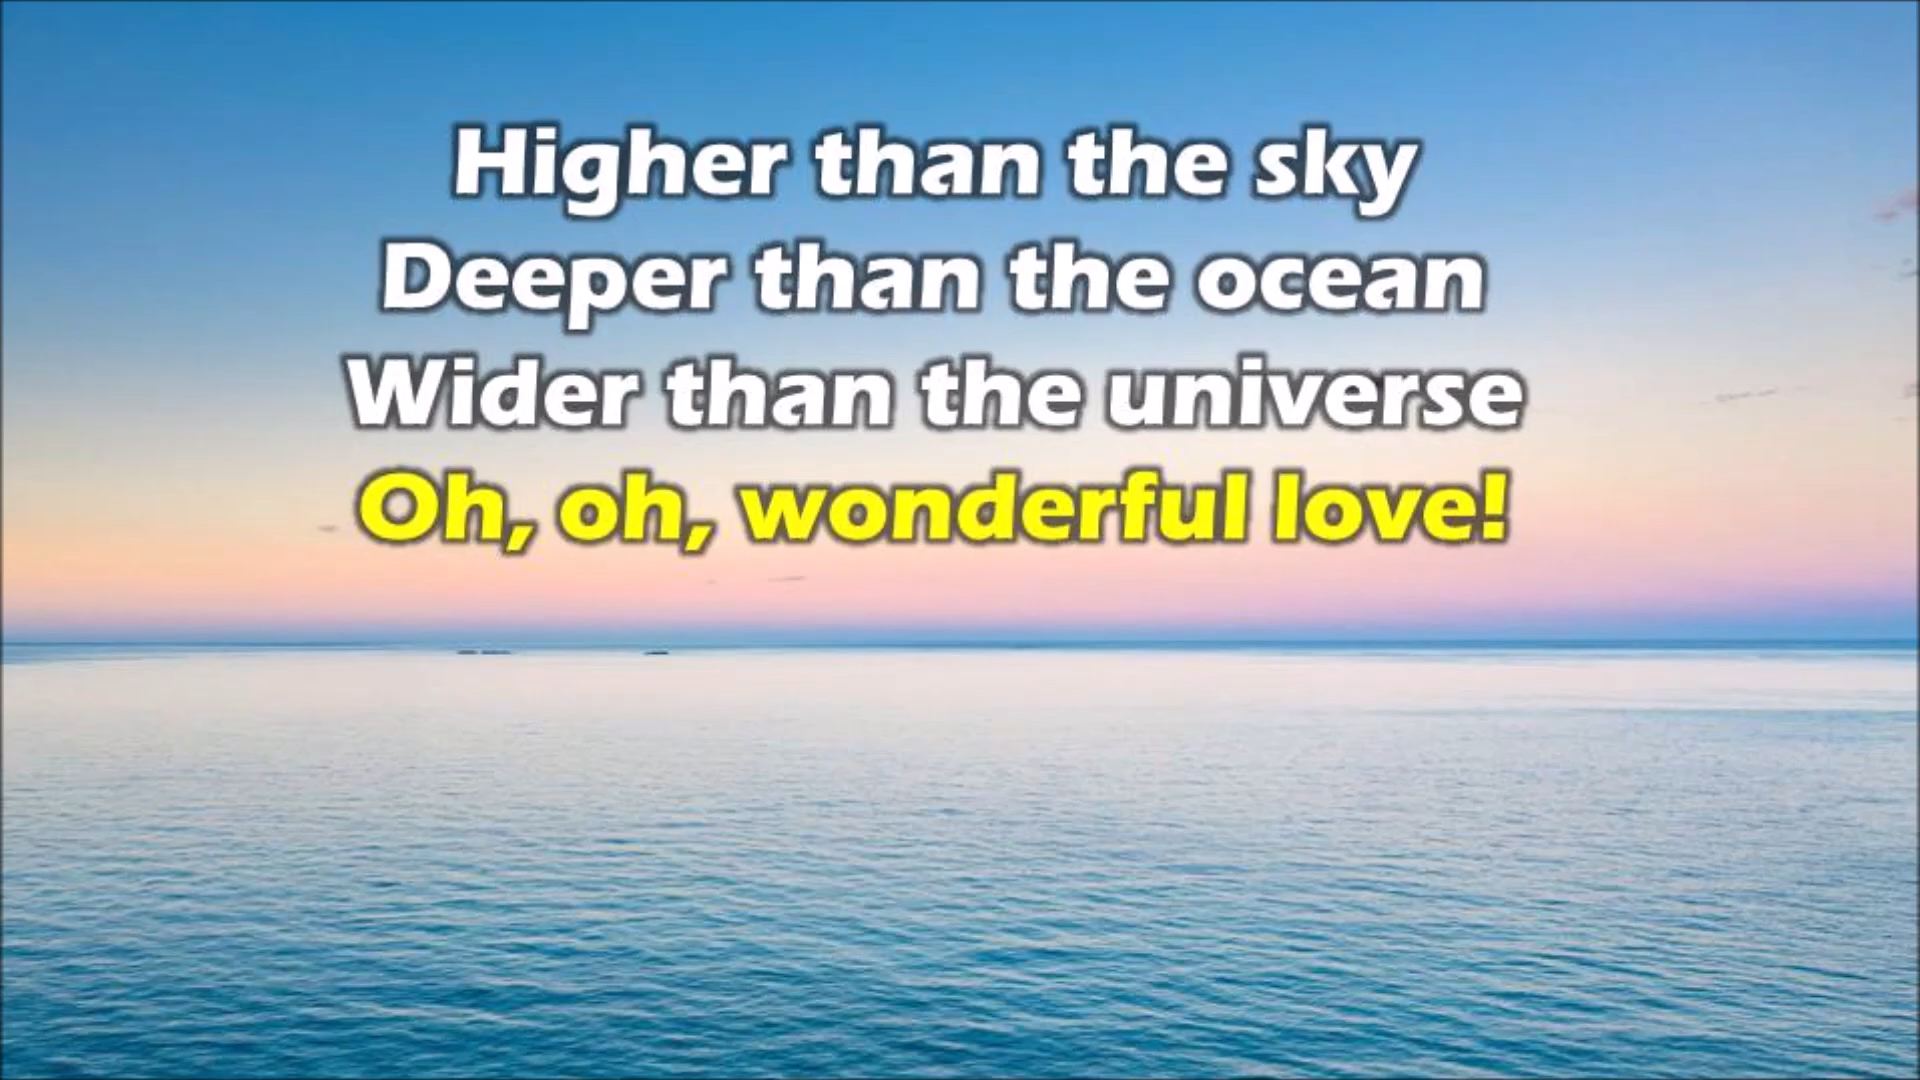 Higher than the sky
Deeper than the ocean
Wider than the universe
Oh, oh, wonderful love!